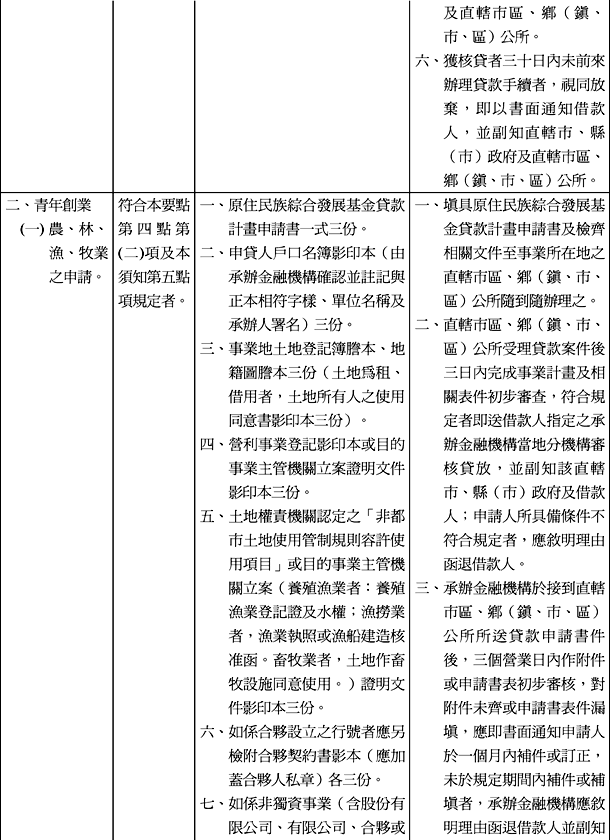 及直轄市區、鄉（鎮、
市、區）公所。
六、獲核貸者三十日內未前來
辦理貸款手續者，視同放
棄，即以書面通知借款
人，並副知直轄市、縣
（市）政府及直轄市區、
鄉（鎮、市、區）公所。
二、青年創業
(一) 農、林、
漁、牧業
之申請。
符合本要點
第四點第
(二)項及本
須知第五點
項規定者。
一、原住民族綜合發展基金貸款
計畫申請書一式三份。
二、申貸人戶口名簿影印本（由
承辦金融機構確認並註記與
正本相符字樣、單位名稱及
承辦人署名）三份。
三、事業地土地登記簿謄本、地
籍圖謄本三份（土地爲租、
借用者，土地所有人之使用
同意書影印本三份）。
四、營利事業登記影印本或目的
事業主管機關立案證明文件
影印本三份。
五、土地權責機關認定之「非都
市土地使用管制規則容許使
用項目」或目的事業主管機
關立案（養殖漁業者：養殖
漁業登記證及水權；漁撈業
者，漁業執照或漁船建造核
准函。畜牧業者，土地作畜
牧設施同意使用。）證明文
件影印本三份。
六、如係合夥設立之行號者應另
檢附合夥契約書影本（應加
蓋合夥人私章）各三份。
七、如係非獨資事業（含股份有
限公司、有限公司、合夥或
一、塡具原住民族綜合發展基
金貸款計畫申請書及檢齊
相關文件至事業所在地之
直轄市區、鄉（鎮、市、
區）公所隨到隨辦理之。
二、直轄市區、鄉（鎮、市、
區）公所受理貸款案件後
三日內完成事業計畫及相
關表件初步審查，符合規
定者即送借款人指定之承
辦金融機構當地分機構審
核貸放，並副知該直轄
市、縣（市）政府及借款
人；申請人所具備條件不
符合規定者，應敘明理由
函退借款人。
三、承辦金融機構於接到直轄
市區、鄉（鎮、市、區）
公所所送貸款申請書件
後，三個營業日內作附件
或申請書表初步審核，對
附件未齊或申請書表件漏
塡，應即書面通知申請人
於一個月內補件或訂正，
未於規定期間內補件或補
塡者，承辦金融機構應敘
明理由函退借款人並副知